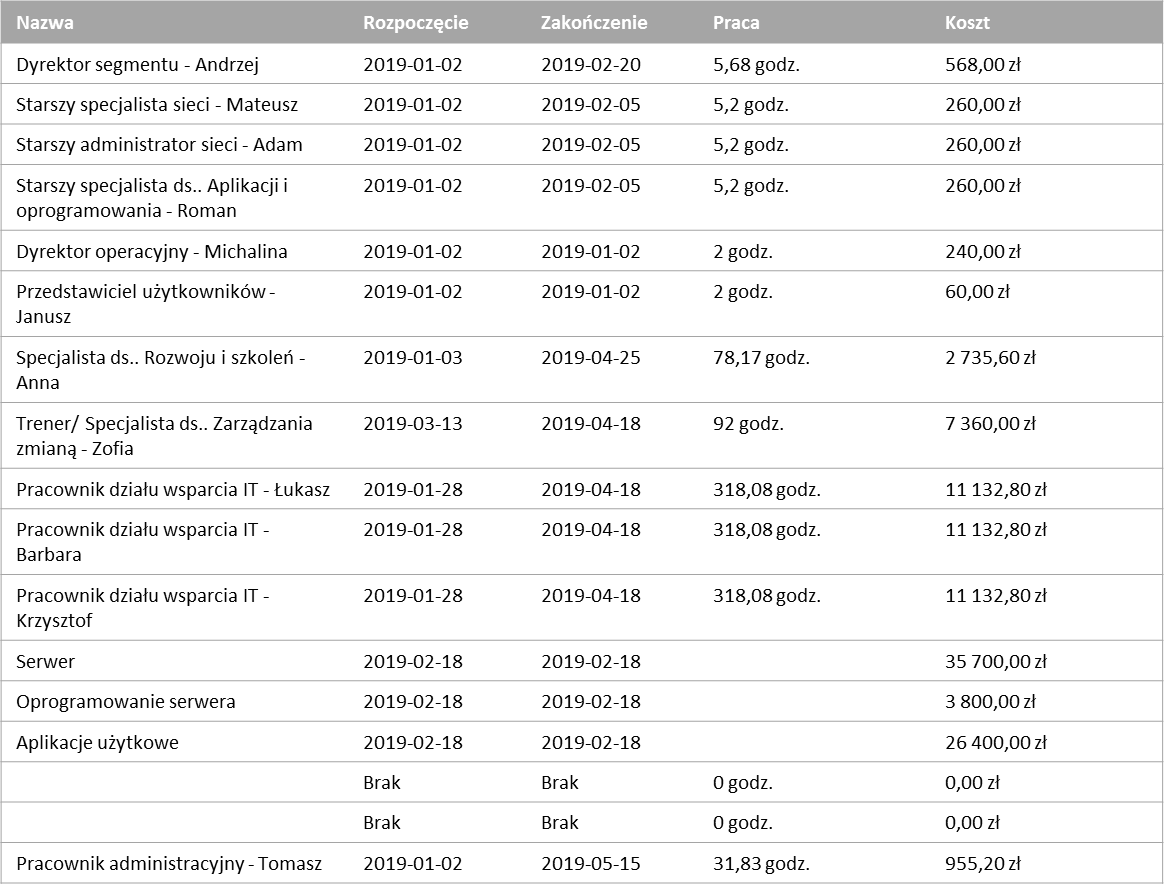 Nazwa Rozpoczęcie Zakończenie Praca Koszt
Dyrektor segmentu - Andrzej 2019-01-02 2019-02-20 5,68 godz. 568,00 zł
Starszy specjalista sieci - Mateusz 2019-01-02 2019-02-05 5,2 godz. 260,00 zł
Starszy administrator sieci - Adam 2019-01-02 2019-02-05 5,2 godz. 260,00 zł
Starszy specjalista ds.. Aplikacji i 2019-01-02 2019-02-05 5,2 godz. 260,00 zł
oprogramowania - Roman
Dyrektor operacyjny - Michalina 2019-01-02 2019-01-02 2 godz. 240,00 zł
Przedstawiciel użytkowników - 2019-01-02 2019-01-02 2 godz. 60,00 zł
Janusz
Specjalista ds.. Rozwoju i szkoleń - 2019-01-03 2019-04-25 78,17 godz. 2 735,60 zł
Anna
Trener/ Specjalista ds.. Zarządzania 2019-03-13 2019-04-18 92 godz. 7 360,00 zł
zmianą - Zofia
Pracownik działu wsparcia IT - Łukasz 2019-01-28 2019-04-18 318,08 godz. 11 132,80 zł
Pracownik działu wsparcia IT - 2019-01-28 2019-04-18 318,08 godz. 11 132,80 zł
Barbara
Pracownik działu wsparcia IT - 2019-01-28 2019-04-18 318,08 godz. 11 132,80 zł
Krzysztof
Serwer 2019-02-18 2019-02-18 35 700,00 zł
Oprogramowanie serwera 2019-02-18 2019-02-18 3 800,00 zł
Aplikacje użytkowe 2019-02-18 2019-02-18 26 400,00 zł
Brak Brak 0 godz. 0,00 zł
Brak Brak 0 godz. 0,00 zł
Pracownik administracyjny - Tomasz 2019-01-02 2019-05-15 31,83 godz. 955,20 zł